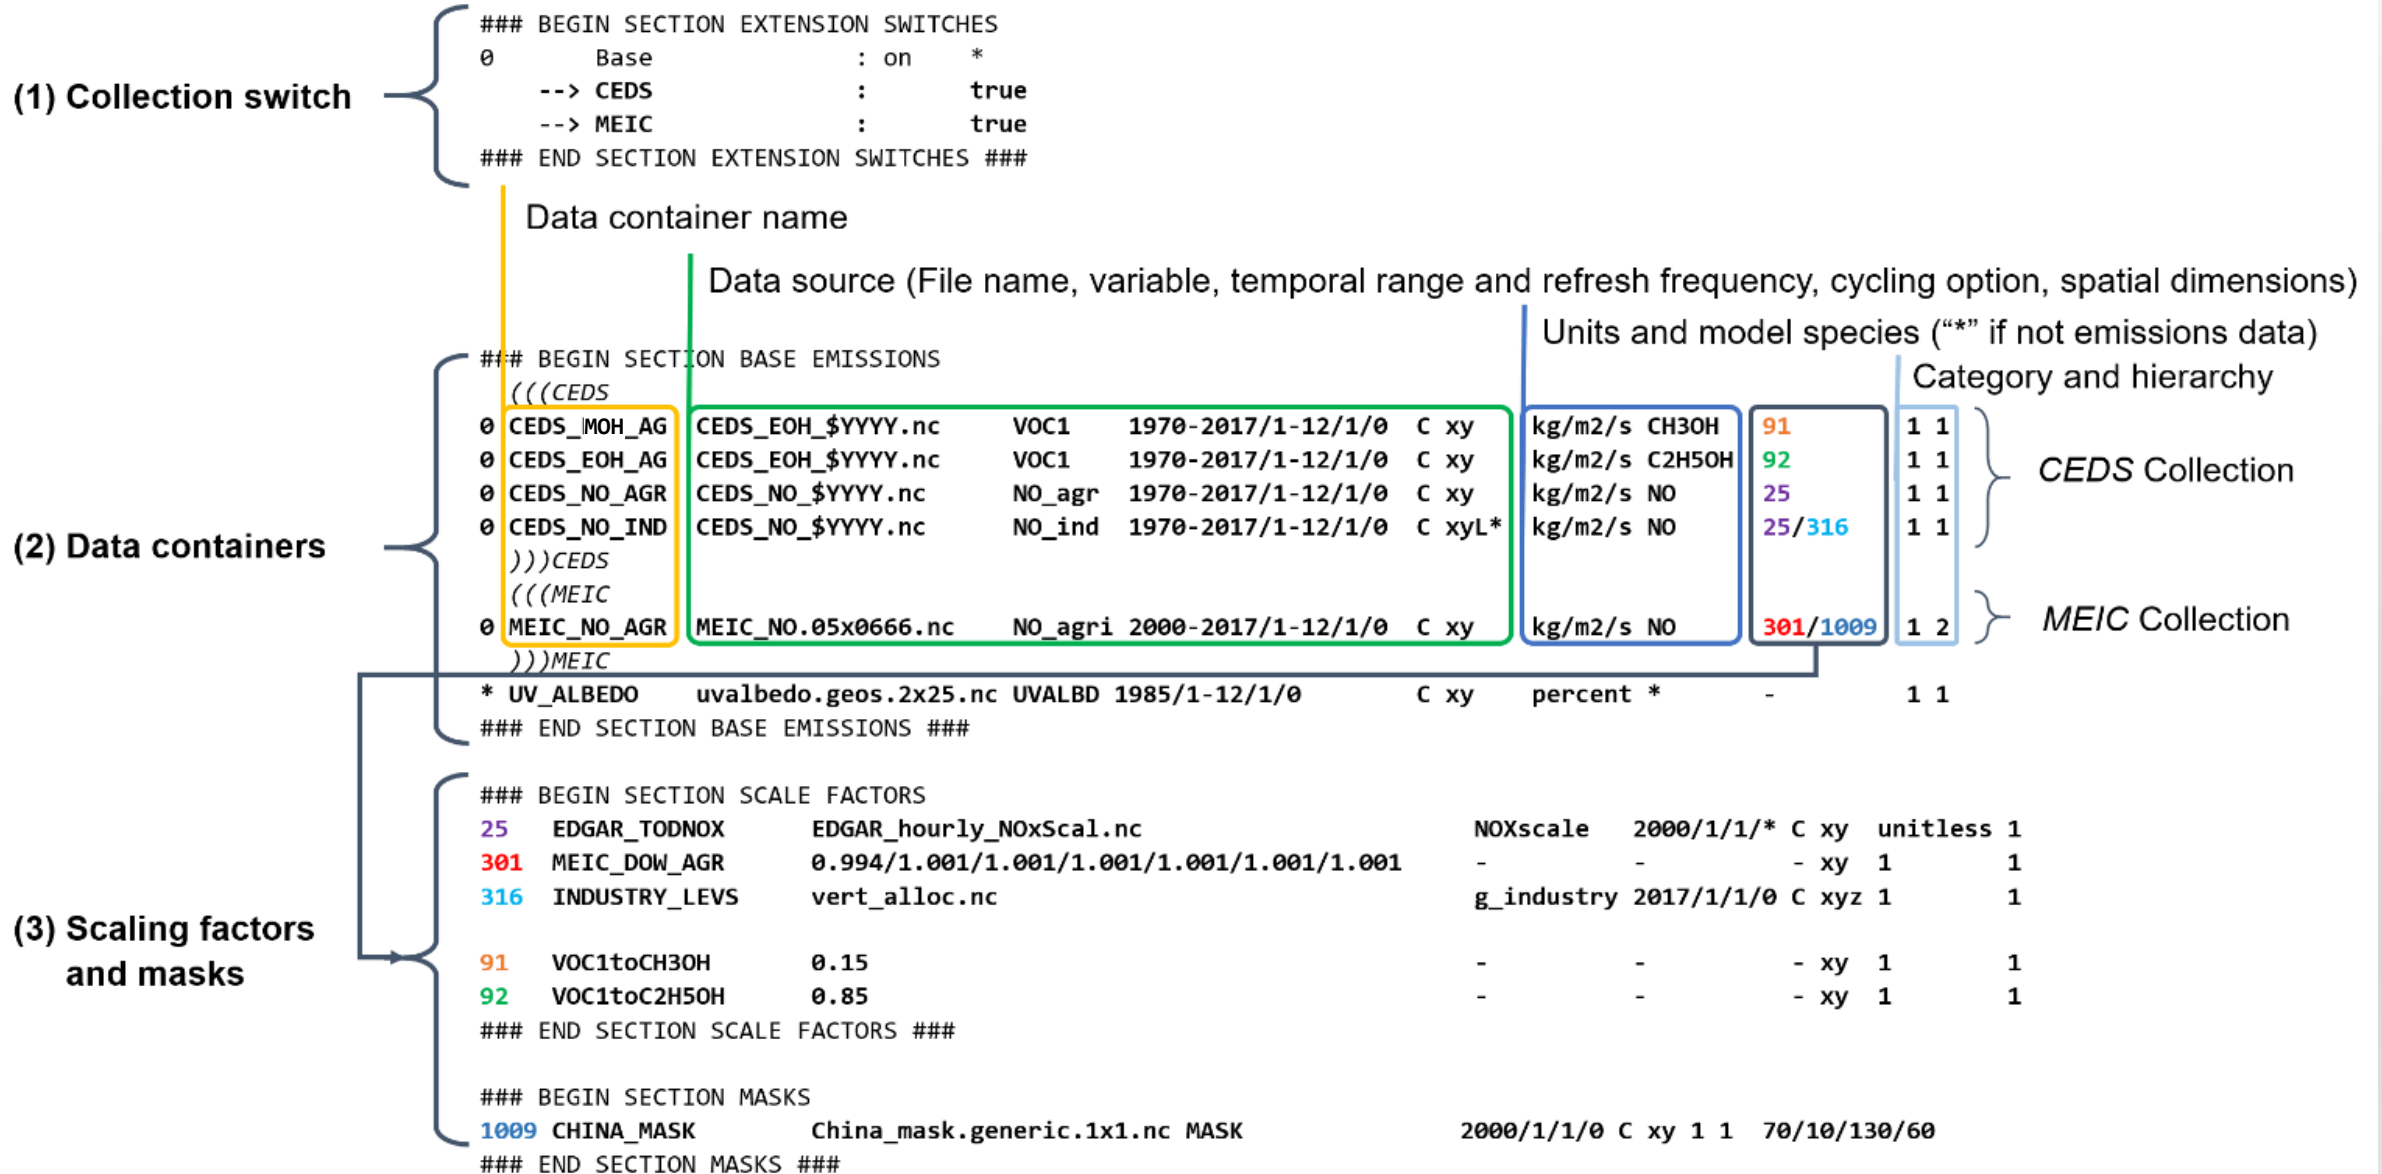 ### BEGIN SECTION EXTENSION SWITCHES
0 Base : on *
(1) Collection switch
--> CEDS : true
--> MEIC : true
### END SECTION EXTENSION SWITCHES ###
Data container name
Data source (File name, variable, temporal range and refresh frequency, cycling option, spatial dimensions)
Units and model species (“*” if not emissions data)
### BEGIN SECTION BASE EMISSIONS
Category and hierarchy
(((CEDS
0 CEDS_MOH_AG CEDS_EOH_$YYYY.nc VOC1 1970-2017/1-12/1/0 C xy kg/m2/s CH3OH 91 1 1
0 CEDS_EOH_AG CEDS_EOH_$YYYY.nc VOC1 1970-2017/1-12/1/0 C xy kg/m2/s C2H5OH 92 1 1
CEDS Collection
0 CEDS_NO_AGR CEDS_NO_$YYYY.nc NO_agr 1970-2017/1-12/1/0 C xy kg/m2/s NO 25 1 1
0 CEDS_NO_IND CEDS_NO_$YYYY.nc NO_ind 1970-2017/1-12/1/0 C xyL* kg/m2/s NO 25/316 1 1
(2) Data containers
)))CEDS
(((MEIC
0 MEIC_NO_AGR MEIC_NO.05x0666.nc NO_agri 2000-2017/1-12/1/0 C xy kg/m2/s NO 301/1009 1 2
MEIC Collection
)))MEIC
* UV_ALBEDO uvalbedo.geos.2x25.nc UVALBD 1985/1-12/1/0 C xy percent * - 1 1
### END SECTION BASE EMISSIONS ###
### BEGIN SECTION SCALE FACTORS
25 EDGAR_TODNOX EDGAR_hourly_NOxScal.nc NOXscale 2000/1/1/* C xy unitless 1
301 MEIC_DOW_AGR 0.994/1.001/1.001/1.001/1.001/1.001/1.001 - - - xy 1 1
316 INDUSTRY_LEVS vert_alloc.nc g_industry 2017/1/1/0 C xyz 1 1
(3) Scaling factors
and masks
91 VOC1toCH3OH 0.15 - - - xy 1 1
92 VOC1toC2H5OH 0.85 - - - xy 1 1
### END SECTION SCALE FACTORS ###
### BEGIN SECTION MASKS
1009 CHINA_MASK China_mask.generic.1x1.nc MASK 2000/1/1/0 C xy 1 1 70/10/130/60
### END SECTION MASKS ###